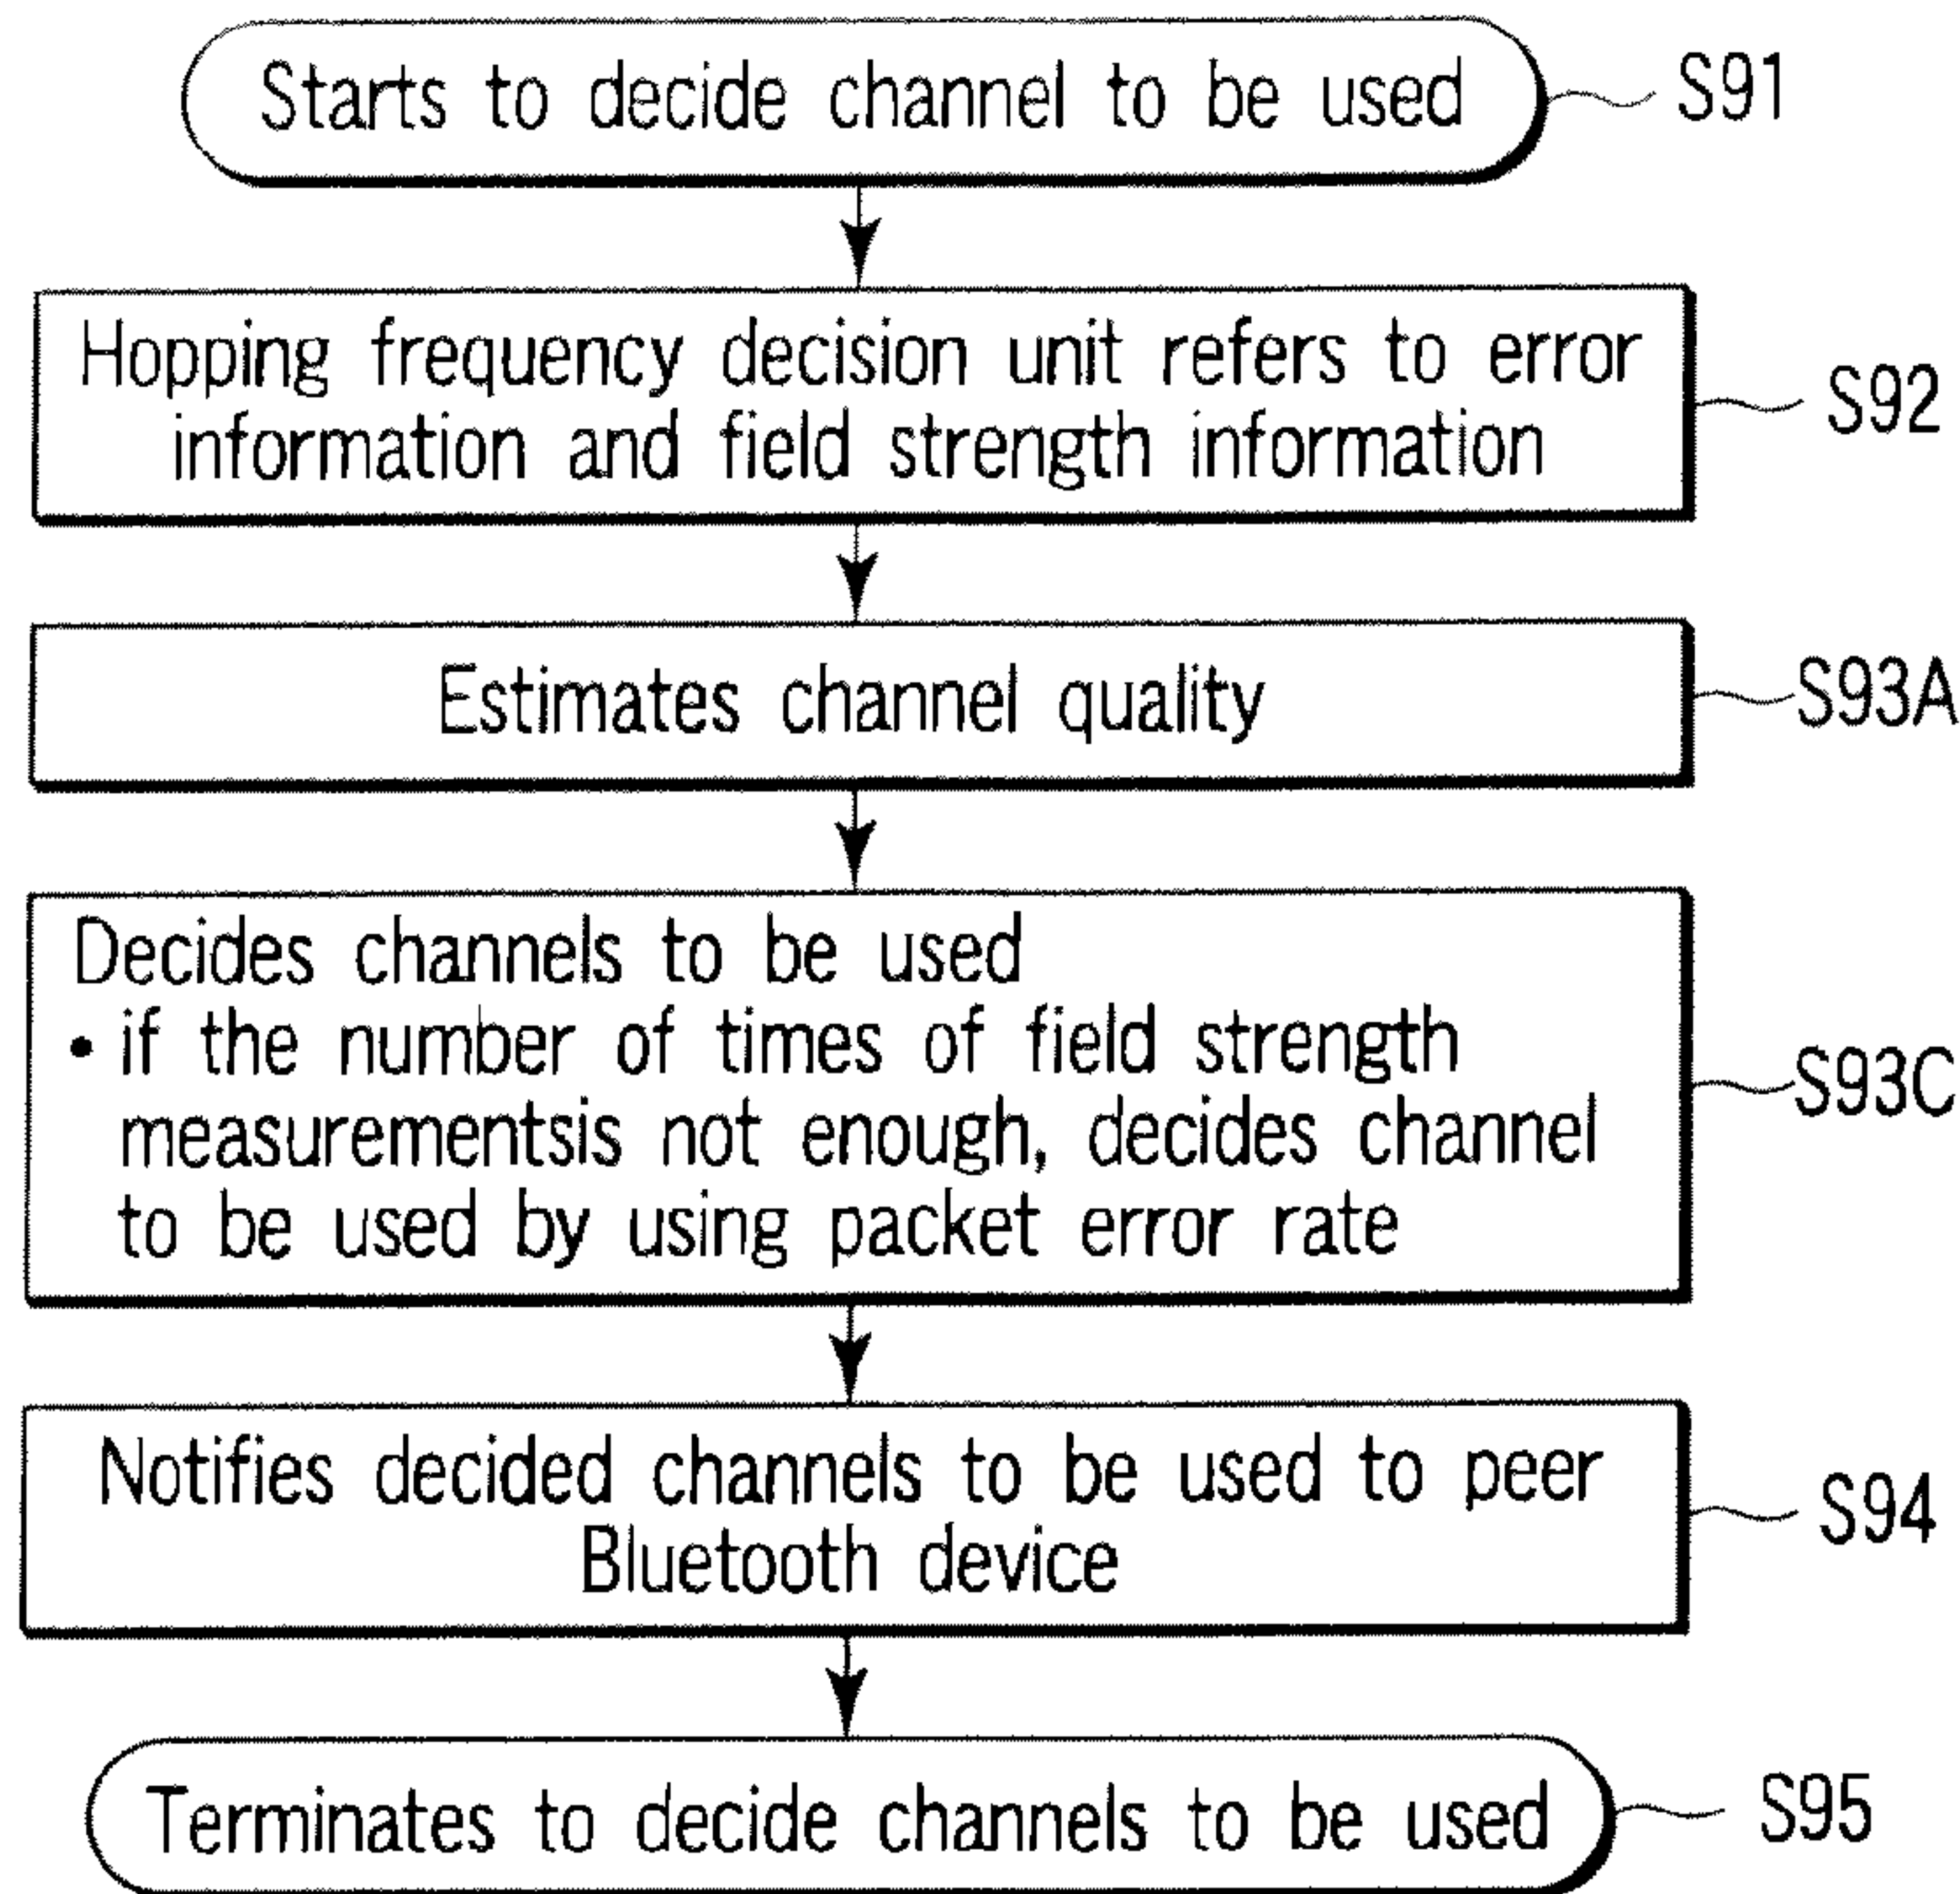 Starts to decide channel to be used
S91
Hopping frequency decision unit refers to error
information and field strength information
S92
Estimates channel quality
S93A
Decides channels to be used
• if the number of times of field strength
measurementsis not enough, decides channel
to be used by using packet error rate
S93C
Notifies decided channels to be used to peer
Bluetooth device
S94
Terminates to decide channels to be used
S95